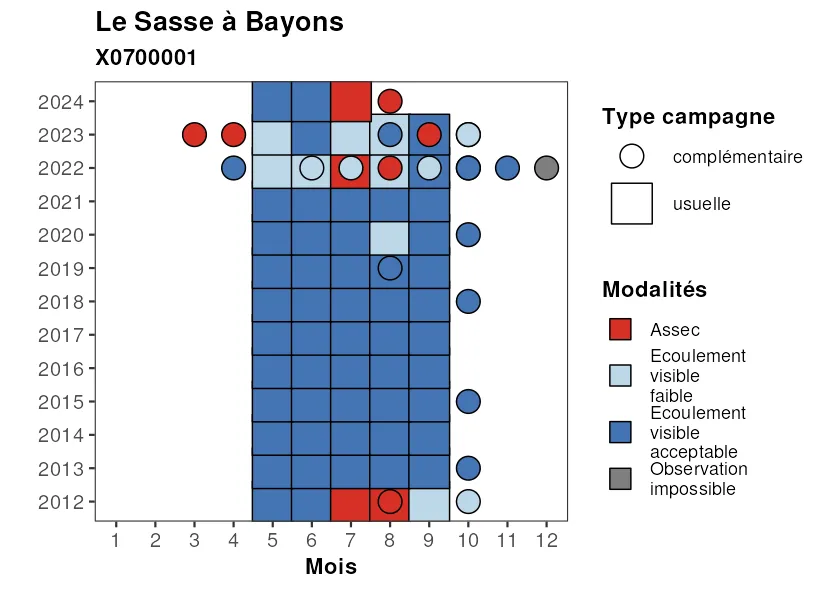 Le Sasse à Bayons
X0700001
2024
2023
2022
2021
2020
2019
2018
2017
2016
2015
2014
2013
2012
1 2 3 4 5 6 7 8 9 10 11 12
Mois
Type campagne
complémentaire
usuelle
Modalités
Assec
Ecoulement
visible
faible
Ecoulement
visible
acceptable
Observation
impossible